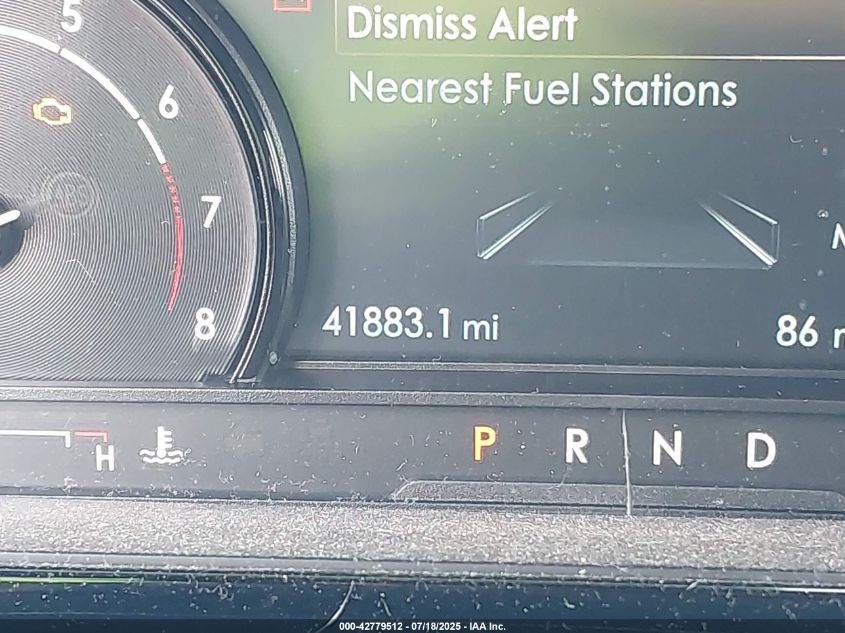 5
Dismiss Alert
Nearest Fuel Stations
6
7
8
41883.1 mi
86
H
P R N D
000-42779512 - 07/18/2025 - IAA Inc.